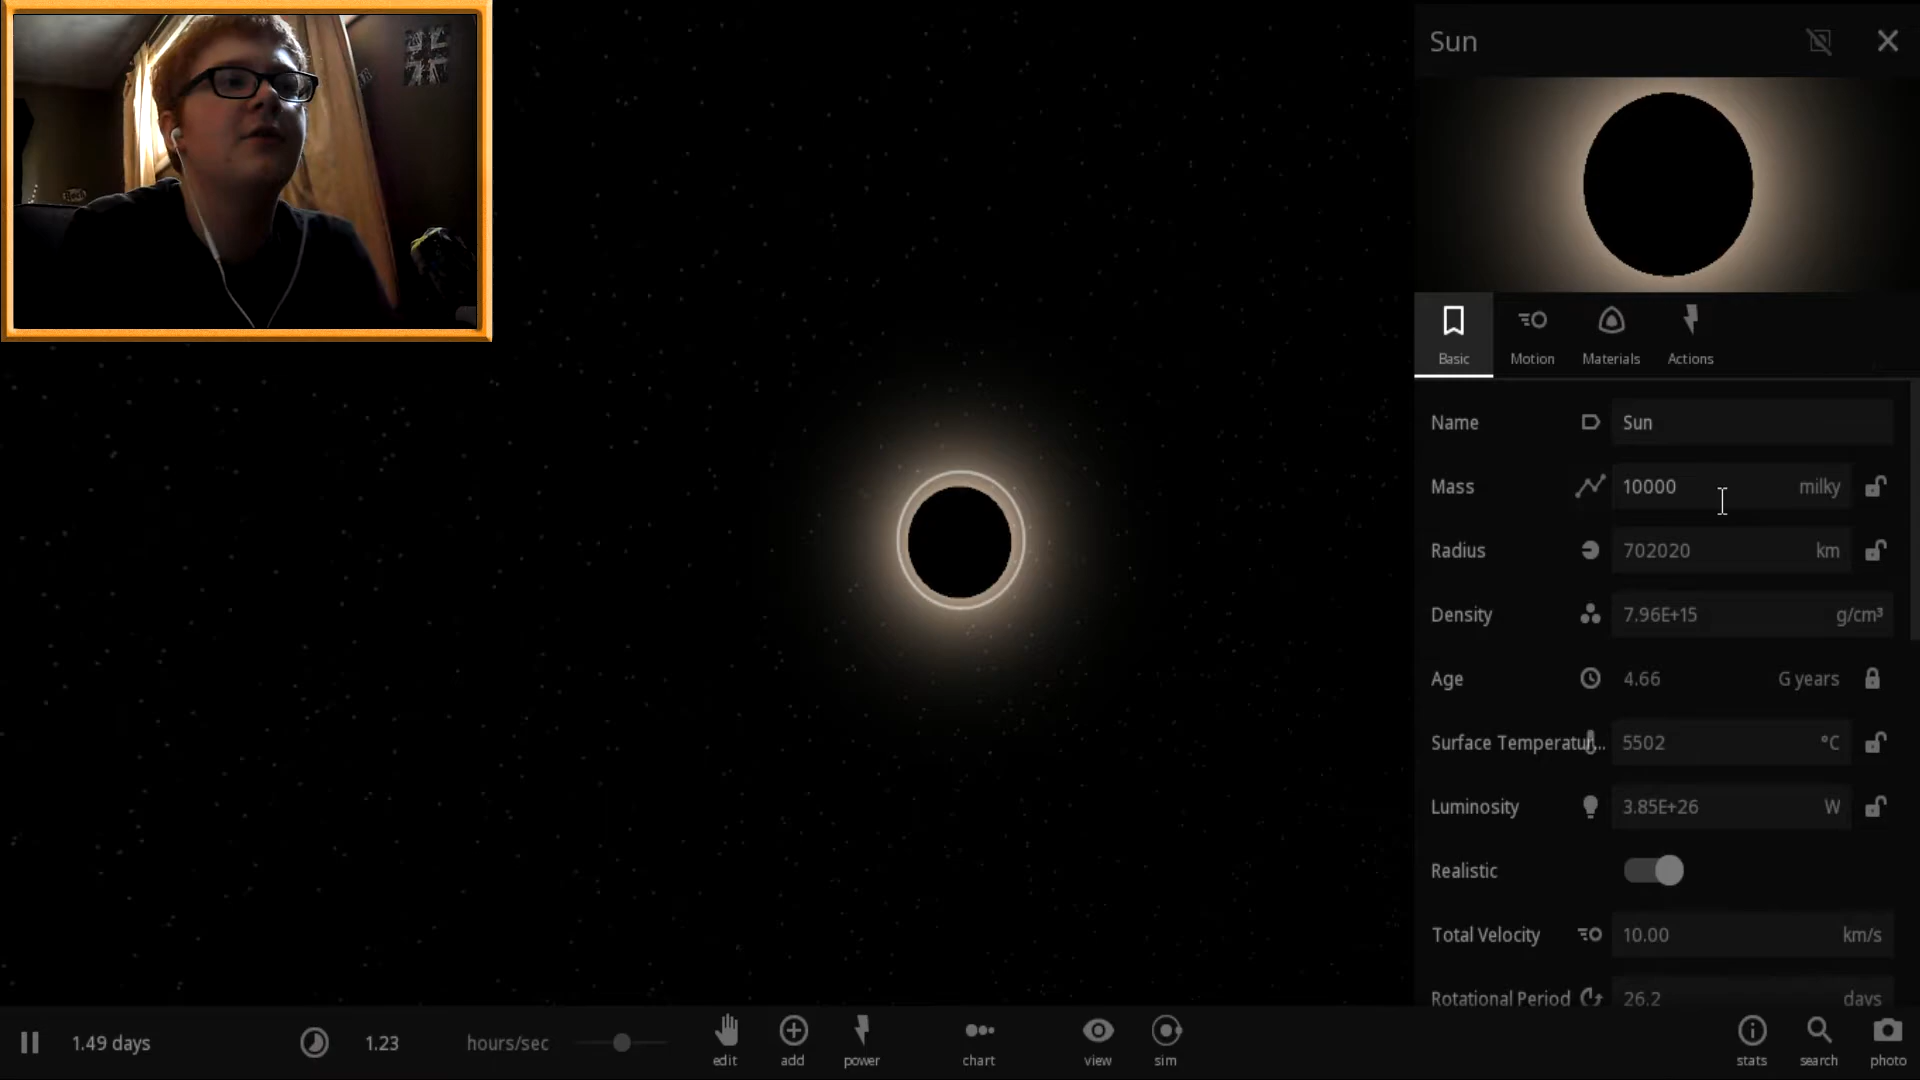 Sun
Basic
Motion
Materials
Actions
Name Sun
Mass 10000 milky
Radius 702020 km
Density 7.96E+15 g/cm³
Age 4.66 G years
Surface Temperatur... 5502 °C
Luminosity 3.85E+26 W
Realistic
Total Velocity 10.00 km/s
Rotational Period 26.2 days
1.49 days 1.23 hours/sec
edit add power chart view sim stats search photo